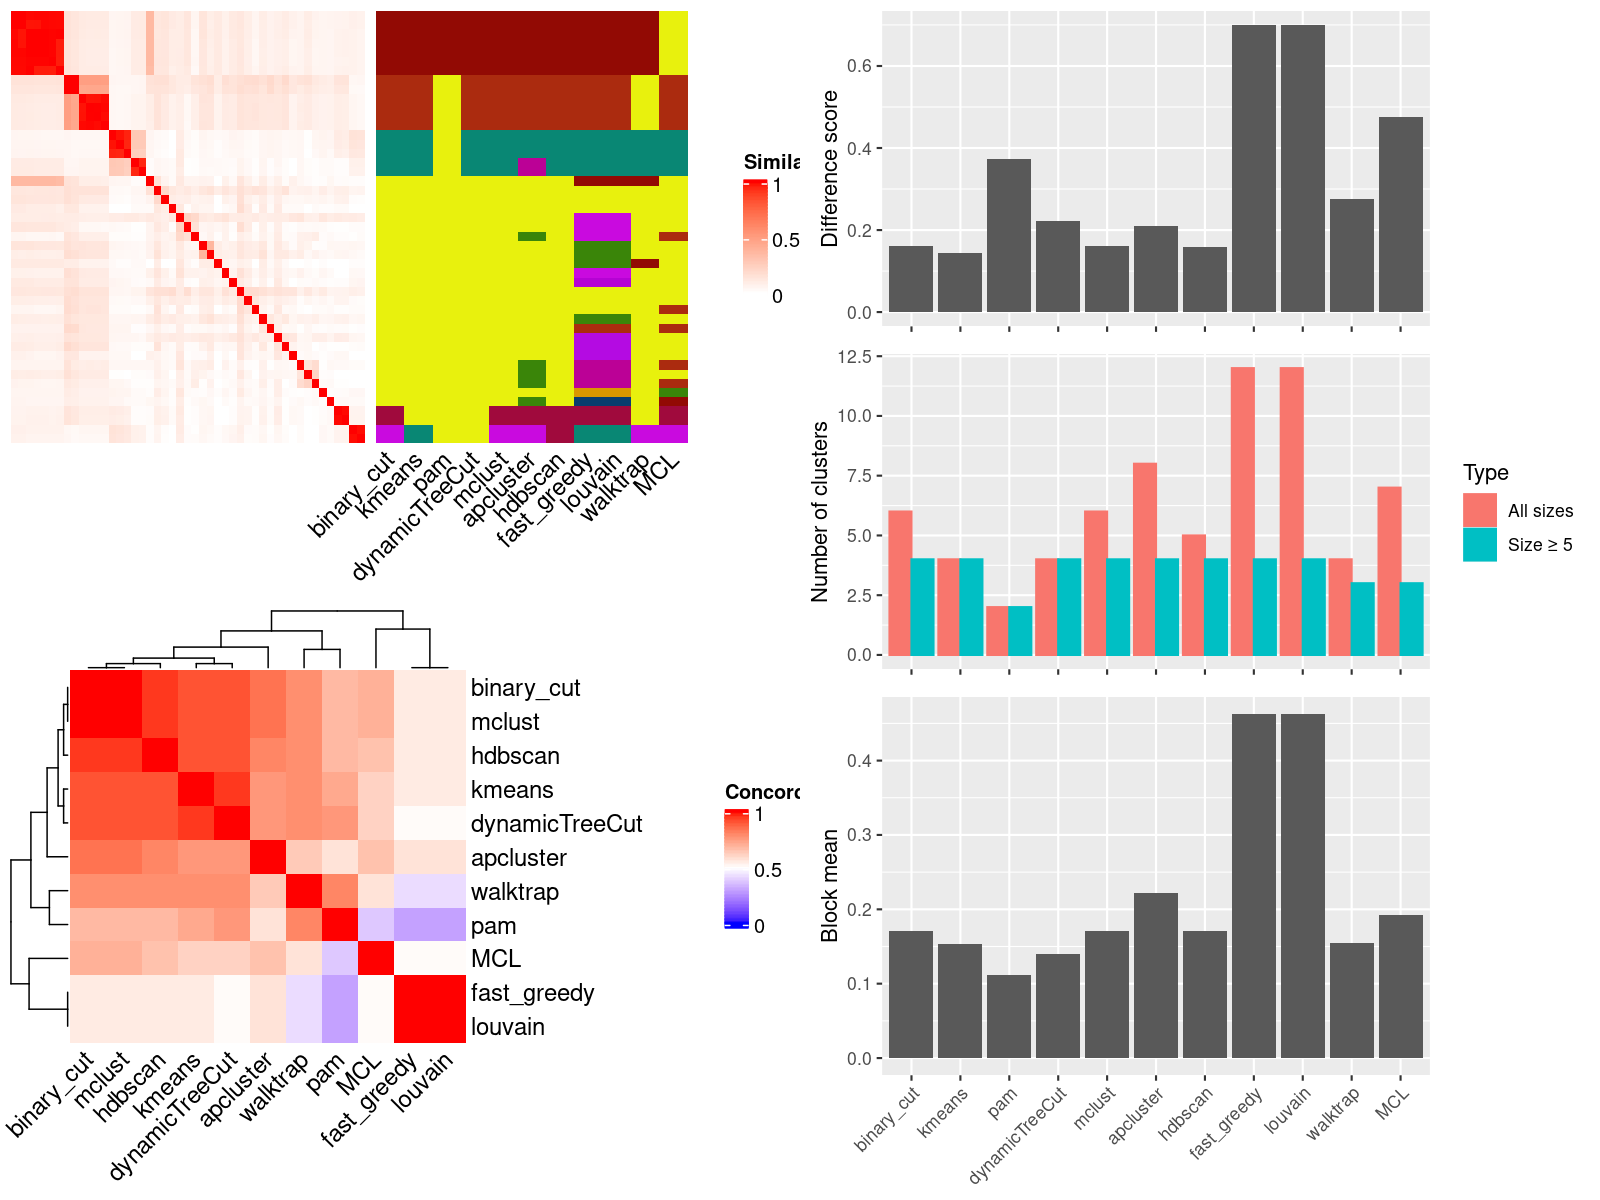 Simila
1
0.5
0
binary_cut
kmeans
pam
dynamicTreeCut
mclust
apcluster
hdbscan
fast_greedy
louvain
walktrap
MCL
binary_cut
mclust
hdbscan
kmeans
dynamicTreeCut
apcluster
walktrap
pam
MCL
fast_greedy
louvain
Concord
1
0.5
0
binary_cut
mclust
hdbscan
kmeans
dynamicTreeCut
apcluster
walktrap
pam
MCL
fast_greedy
louvain
Difference score
0.6
0.4
0.2
0.0
Number of clusters
12.5
10.0
7.5
5.0
2.5
0.0
Type
All sizes
Size ≥ 5
Block mean
0.4
0.3
0.2
0.1
0.0
binary_cut
kmeans
pam
dynamicTreeCut
mclust
apcluster
hdbscan
fast_greedy
louvain
walktrap
MCL